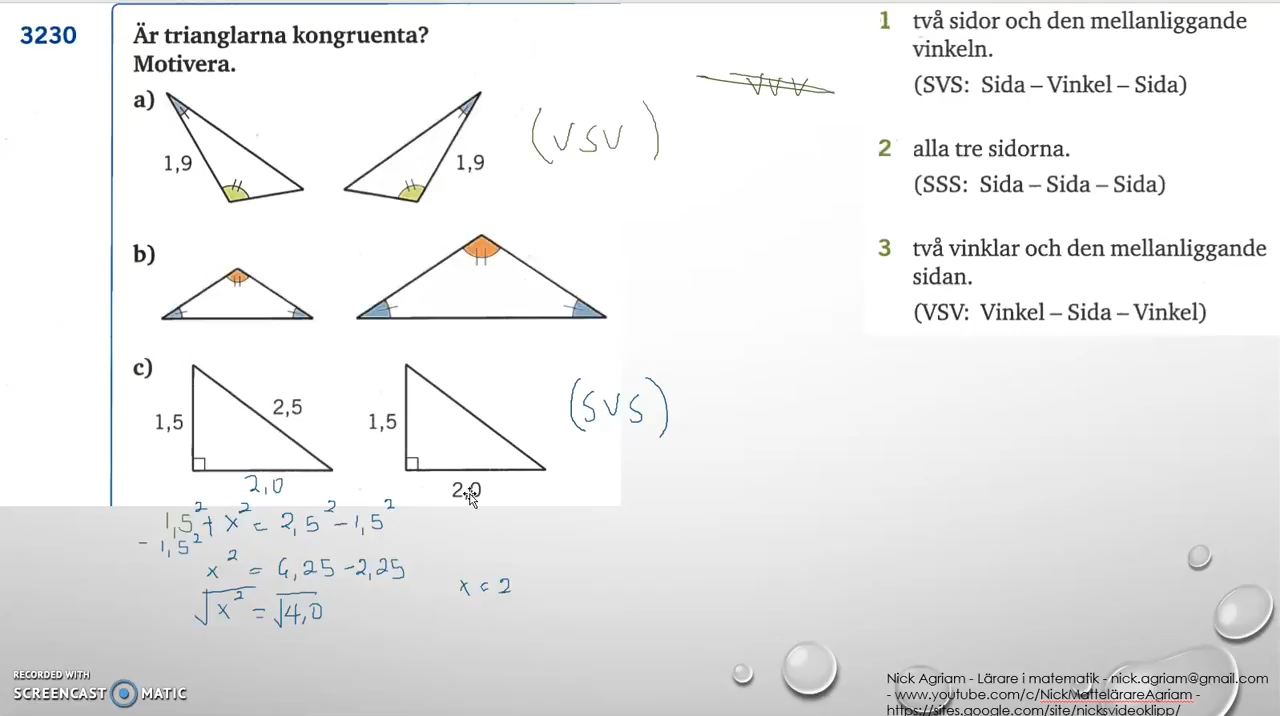 3230
Är trianglarna kongruenta?
Motivera.
a)
1,9
1,9
(VSV)
VVV
b)
c)
1,5
2,5
2,0
1,5
2,0
(SVS)
1,5² + x² = 2,5² - 1,5²
- 1,5²
x² = 6,25 - 2,25
√x² = √4,0
x = 2
1 två sidor och den mellanliggande
vinkeln.
(SVS: Sida – Vinkel – Sida)
2 alla tre sidorna.
(SSS: Sida – Sida – Sida)
3 två vinklar och den mellanliggande
sidan.
(VSV: Vinkel – Sida – Vinkel)
RECORDED WITH
SCREENCAST MATIC
Nick Agriam - Lärare i matematik - nick.agriam@gmail.com
- www.youtube.com/c/NickMattelärareAgriam -
https://sites.google.com/site/nicksvideoklipp/